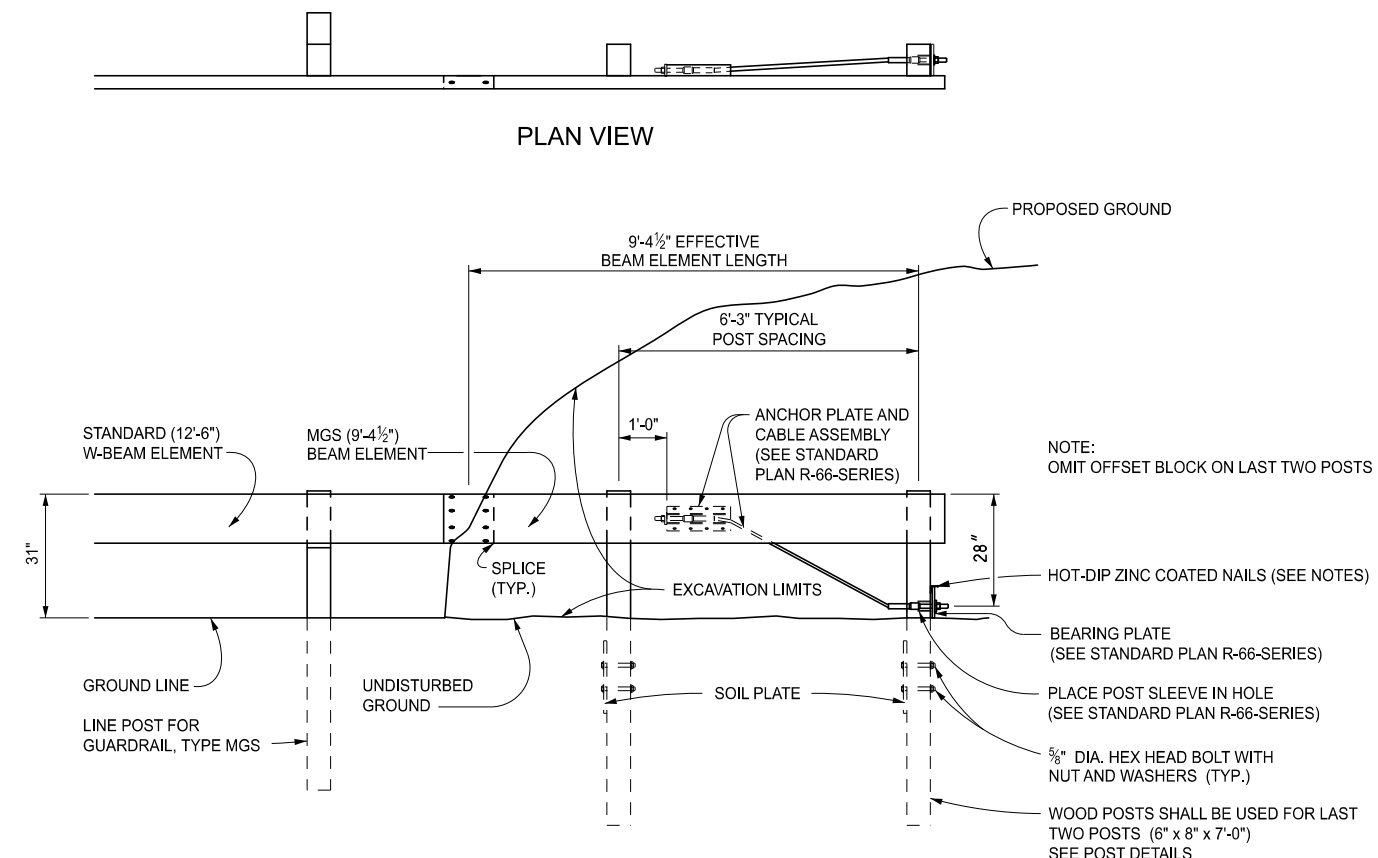 PLAN VIEW
PROPOSED GROUND
9'-4½" EFFECTIVE
BEAM ELEMENT LENGTH
6'-3" TYPICAL
POST SPACING
STANDARD (12'-6")
W-BEAM ELEMENT
MGS (9'-4½")
BEAM ELEMENT
1'-0"
ANCHOR PLATE AND
CABLE ASSEMBLY
(SEE STANDARD
PLAN R-66-SERIES)
NOTE:
OMIT OFFSET BLOCK ON LAST TWO POSTS
31"
28"
SPLICE
(TYP.)
EXCAVATION LIMITS
HOT-DIP ZINC COATED NAILS (SEE NOTES)
BEARING PLATE
(SEE STANDARD PLAN R-66-SERIES)
GROUND LINE
UNDISTURBED
GROUND
SOIL PLATE
PLACE POST SLEEVE IN HOLE
(SEE STANDARD PLAN R-66-SERIES)
LINE POST FOR
GUARDRAIL, TYPE MGS
⅝" DIA. HEX HEAD BOLT WITH
NUT AND WASHERS (TYP.)
WOOD POSTS SHALL BE USED FOR LAST
TWO POSTS (6" x 8" x 7'-0")
SEE POST DETAILS